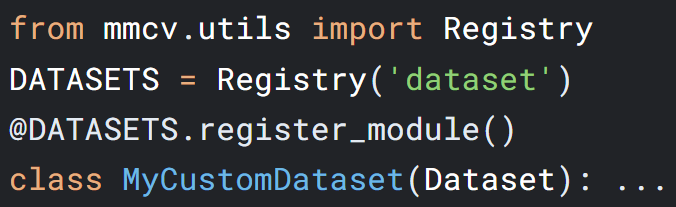 from mmcv.utils import Registry
DATASETS = Registry('dataset')
@DATASETS.register_module()
class MyCustomDataset(Dataset): ...